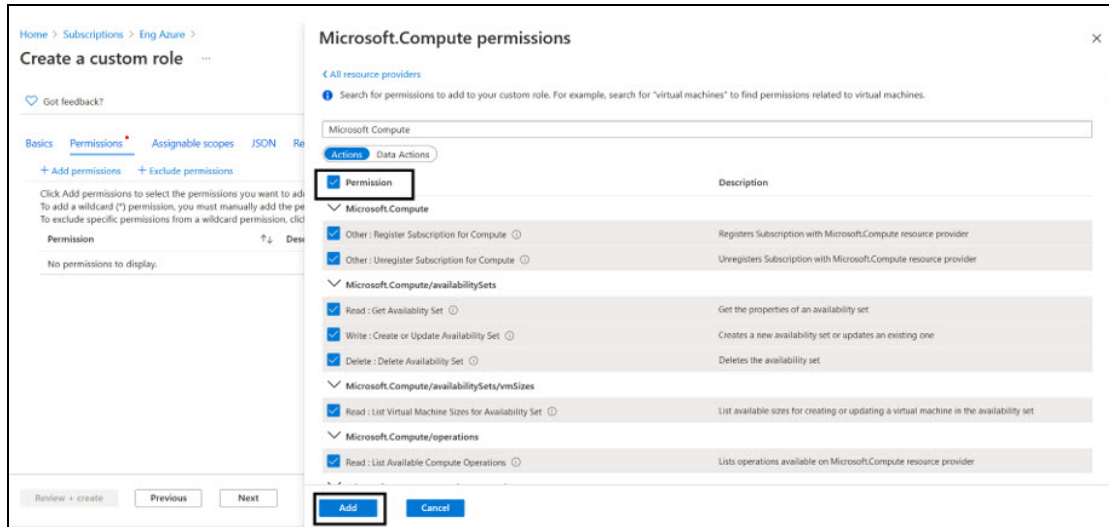 Home > Subscriptions > Eng Azure >
Create a custom role ...
Got feedback?
Basics Permissions Assignable scopes JSON Re
+ Add permissions + Exclude permissions
Click Add permissions to select the permissions you want to ad
To add a wildcard (*) permission, you must manually add the pe
To exclude specific permissions from a wildcard permission, clic
Permission ↑↓ Des
No permissions to display.
Review + create Previous Next
Microsoft.Compute permissions
All resource providers
Search for permissions to add to your custom role. For example, search for "virtual machines" to find permissions related to virtual machines.
Microsoft Compute
Actions Data Actions
Permission Description
Microsoft.Compute
Other : Register Subscription for Compute Registers Subscription with Microsoft.Compute resource provider
Other : Unregister Subscription for Compute Unregisters Subscription with Microsoft.Compute resource provider
Microsoft.Compute/availabilitySets
Read : Get Availablity Set Get the properties of an availability set
Write : Create or Update Availability Set Creates a new availability set or updates an existing one
Delete : Delete Availability Set Deletes the availability set
Microsoft.Compute/availabilitySets/vmSizes
Read : List Virtual Machine Sizes for Availability Set List available sizes for creating or updating a virtual machine in the availability set
Microsoft.Compute/operations
Read : List Available Compute Operations Lists operations available on Microsoft.Compute resource provider
Add Cancel